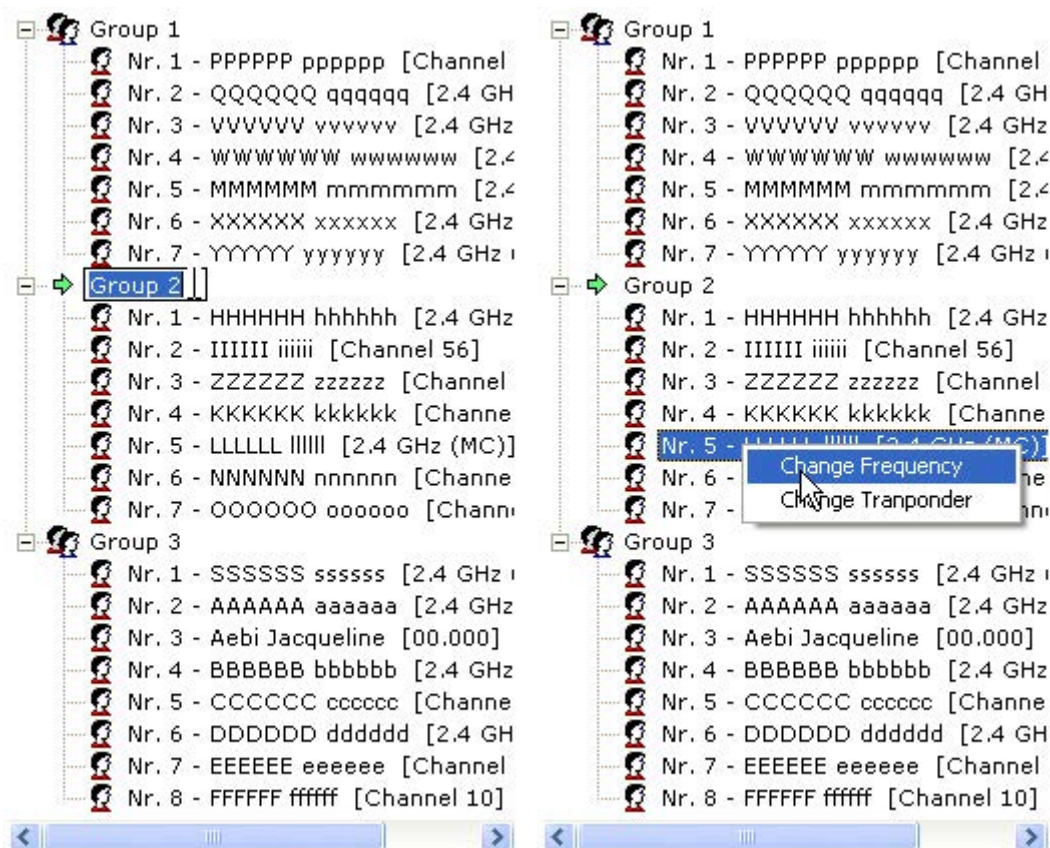 Group 1
Nr. 1 - PPPPPP pppppp [Channel
Nr. 2 - QQQQQQ qqqqqq [2.4 GH
Nr. 3 - VVVVVV vvvvvv [2.4 GHz
Nr. 4 - WWWWWW wwwwww [2.4
Nr. 5 - MMMMMM mmmmmm [2.4
Nr. 6 - XXXXXX xxxxxx [2.4 GHz
Nr. 7 - YYYYYY yyyyyy [2.4 GHz
Group 2
Nr. 1 - HHHHHH hhhhhh [2.4 GHz
Nr. 2 - IIIIII iiiiii [Channel 56]
Nr. 3 - ZZZZZZ zzzzzz [Channel
Nr. 4 - KKKKKK kkkkkk [Channe
Nr. 5 - LLLLLL llllll [2.4 GHz (MC)]
Nr. 6 - NNNNNN nnnnnn [Channe
Nr. 7 - OOOOOO oooooo [Chann
Group 3
Nr. 1 - SSSSSS ssssss [2.4 GHz
Nr. 2 - AAAAAA aaaaaa [2.4 GHz
Nr. 3 - Aebi Jacqueline [00.000]
Nr. 4 - BBBBBB bbbbbb [2.4 GHz
Nr. 5 - CCCCCC cccccc [Channe
Nr. 6 - DDDDDD dddddd [2.4 GH
Nr. 7 - EEEEEE eeeeee [Channel
Nr. 8 - FFFFFF ffffff [Channel 10]
Group 1
Nr. 1 - PPPPPP pppppp [Channel
Nr. 2 - QQQQQQ qqqqqq [2.4 GH
Nr. 3 - VVVVVV vvvvvv [2.4 GHz
Nr. 4 - WWWWWW wwwwww [2.4
Nr. 5 - MMMMMM mmmmmm [2.4
Nr. 6 - XXXXXX xxxxxx [2.4 GHz
Nr. 7 - YYYYYY yyyyyy [2.4 GHz
Group 2
Nr. 1 - HHHHHH hhhhhh [2.4 GHz
Nr. 2 - IIIIII iiiiii [Channel 56]
Nr. 3 - ZZZZZZ zzzzzz [Channel
Nr. 4 - KKKKKK kkkkkk [Channe
Nr. 5 - LLLLLL llllll [2.4 GHz (MC)]
Change Frequency
Nr. 6 -
Change Tranponder
Nr. 7 -
Group 3
Nr. 1 - SSSSSS ssssss [2.4 GHz
Nr. 2 - AAAAAA aaaaaa [2.4 GHz
Nr. 3 - Aebi Jacqueline [00.000]
Nr. 4 - BBBBBB bbbbbb [2.4 GHz
Nr. 5 - CCCCCC cccccc [Channe
Nr. 6 - DDDDDD dddddd [2.4 GH
Nr. 7 - EEEEEE eeeeee [Channel
Nr. 8 - FFFFFF ffffff [Channel 10]